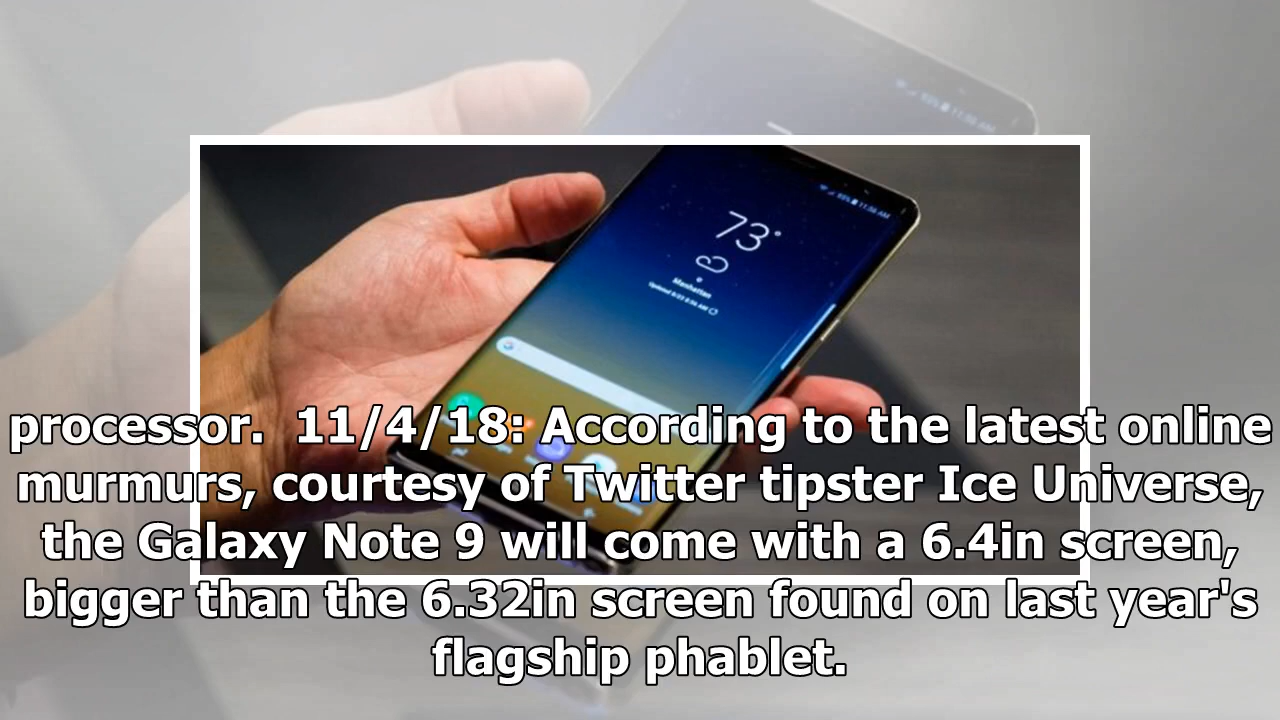 73°
Manhattan
processor.  11/4/18: According to the latest online
murmurs, courtesy of Twitter tipster Ice Universe,
the Galaxy Note 9 will come with a 6.4in screen,
bigger than the 6.32in screen found on last year's
flagship phablet.